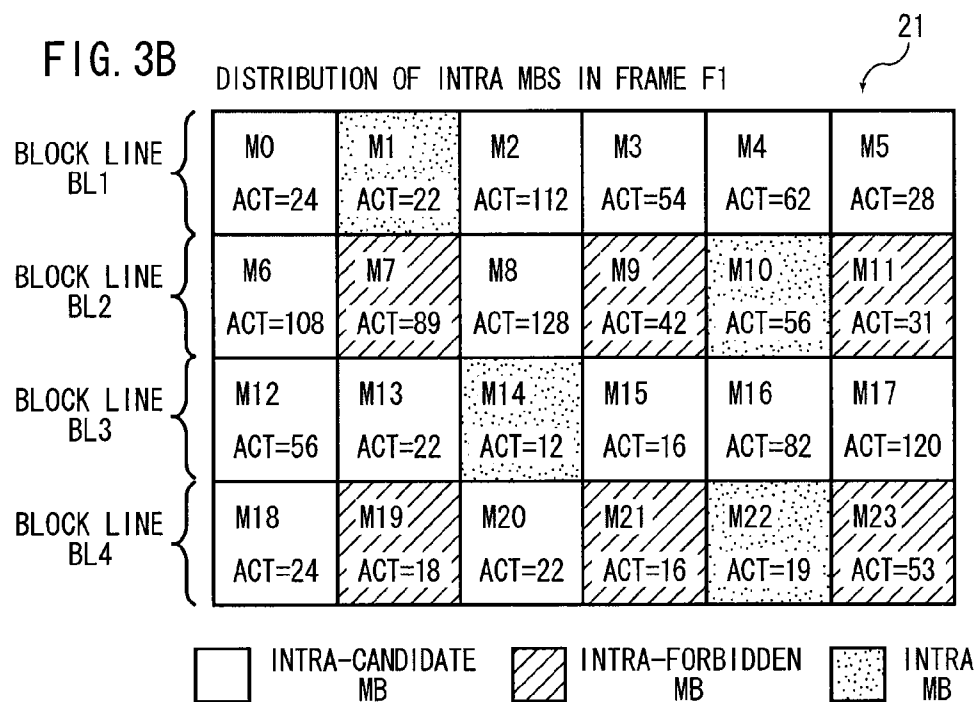 21
FIG. 3B
DISTRIBUTION OF INTRA MBS IN FRAME F1
BLOCK LINE
BL1
M0 M1 M2 M3 M4 M5
ACT=24 ACT=22 ACT=112 ACT=54 ACT=62 ACT=28
BLOCK LINE
BL2
M6 M7 M8 M9 M10 M11
ACT=108 ACT=89 ACT=128 ACT=42 ACT=56 ACT=31
BLOCK LINE
BL3
M12 M13 M14 M15 M16 M17
ACT=56 ACT=22 ACT=12 ACT=16 ACT=82 ACT=120
BLOCK LINE
BL4
M18 M19 M20 M21 M22 M23
ACT=24 ACT=18 ACT=22 ACT=16 ACT=19 ACT=53
INTRA-CANDIDATE
MB
INTRA-FORBIDDEN
MB
INTRA
MB